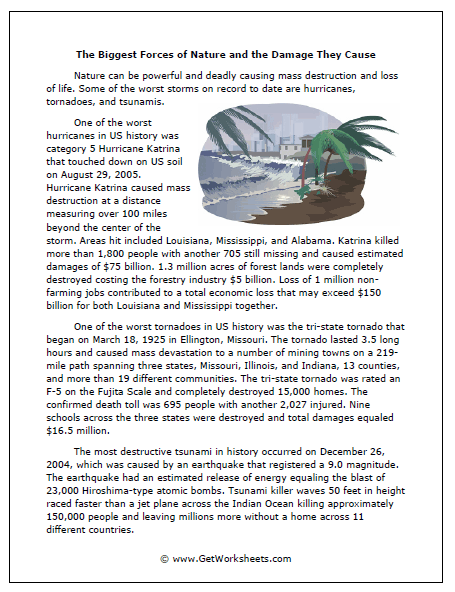 The Biggest Forces of Nature and the Damage They Cause
Nature can be powerful and deadly causing mass destruction and loss
of life. Some of the worst storms on record to date are hurricanes,
tornadoes, and tsunamis.
One of the worst
hurricanes in US history was
category 5 Hurricane Katrina
that touched down on US soil
on August 29, 2005.
Hurricane Katrina caused mass
destruction at a distance
measuring over 100 miles
beyond the center of the
storm. Areas hit included Louisiana, Mississippi, and Alabama. Katrina killed
more than 1,800 people with another 705 still missing and caused estimated
damages of $75 billion. 1.3 million acres of forest lands were completely
destroyed costing the forestry industry $5 billion. Loss of 1 million non-
farming jobs contributed to a total economic loss that may exceed $150
billion for both Louisiana and Mississippi together.
One of the worst tornadoes in US history was the tri-state tornado that
began on March 18, 1925 in Ellington, Missouri. The tornado lasted 3.5 long
hours and caused mass devastation to a number of mining towns on a 219-
mile path spanning three states, Missouri, Illinois, and Indiana, 13 counties,
and more than 19 different communities. The tri-state tornado was rated an
F-5 on the Fujita Scale and completely destroyed 15,000 homes. The
confirmed death toll was 695 people with another 2,027 injured. Nine
schools across the three states were destroyed and total damages equaled
$16.5 million.
The most destructive tsunami in history occurred on December 26,
2004, which was caused by an earthquake that registered a 9.0 magnitude.
The earthquake had an estimated release of energy equaling the blast of
23,000 Hiroshima-type atomic bombs. Tsunami killer waves 50 feet in height
raced faster than a jet plane across the Indian Ocean killing approximately
150,000 people and leaving millions more without a home across 11
different countries.
© www.GetWorksheets.com